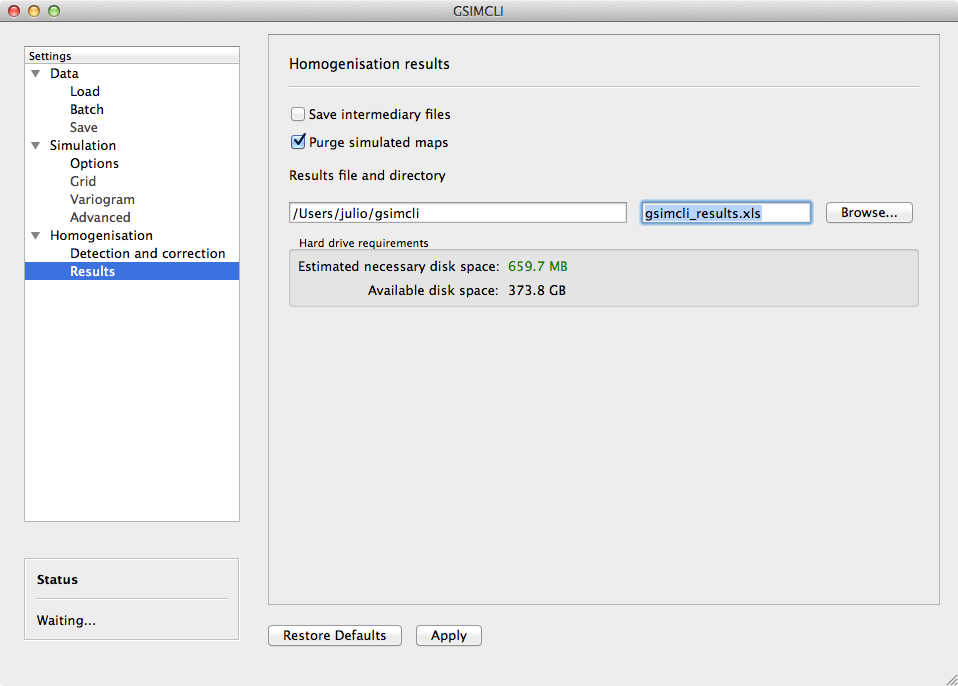 GSIMCLI
Settings
Data
Load
Batch
Save
Simulation
Options
Grid
Variogram
Advanced
Homogenisation
Detection and correction
Results
Status
Waiting...
Homogenisation results
Save intermediary files
Purge simulated maps
Results file and directory
/Users/julio/gsimcli gsimcli_results.xls Browse...
Hard drive requirements
Estimated necessary disk space: 659.7 MB
Available disk space: 373.8 GB
Restore Defaults Apply